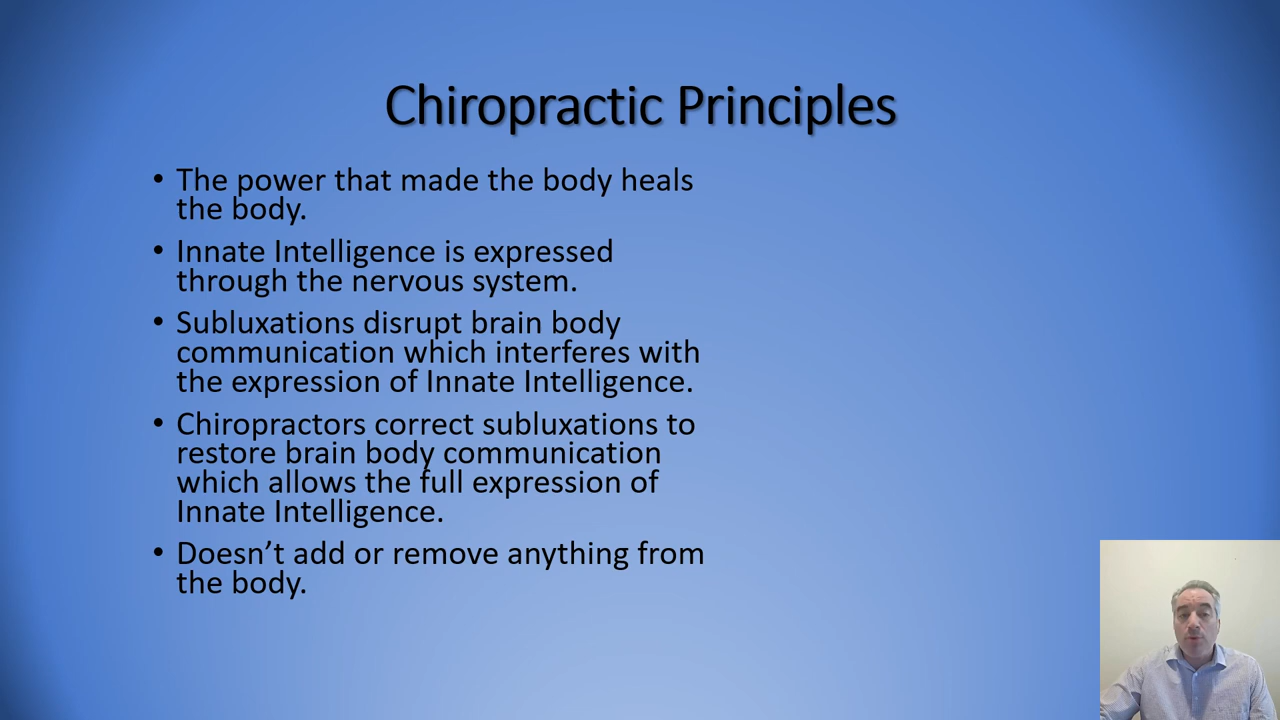 Chiropractic Principles
• The power that made the body heals
the body.
• Innate Intelligence is expressed
through the nervous system.
• Subluxations disrupt brain body
communication which interferes with
the expression of Innate Intelligence.
• Chiropractors correct subluxations to
restore brain body communication
which allows the full expression of
Innate Intelligence.
• Doesn’t add or remove anything from
the body.